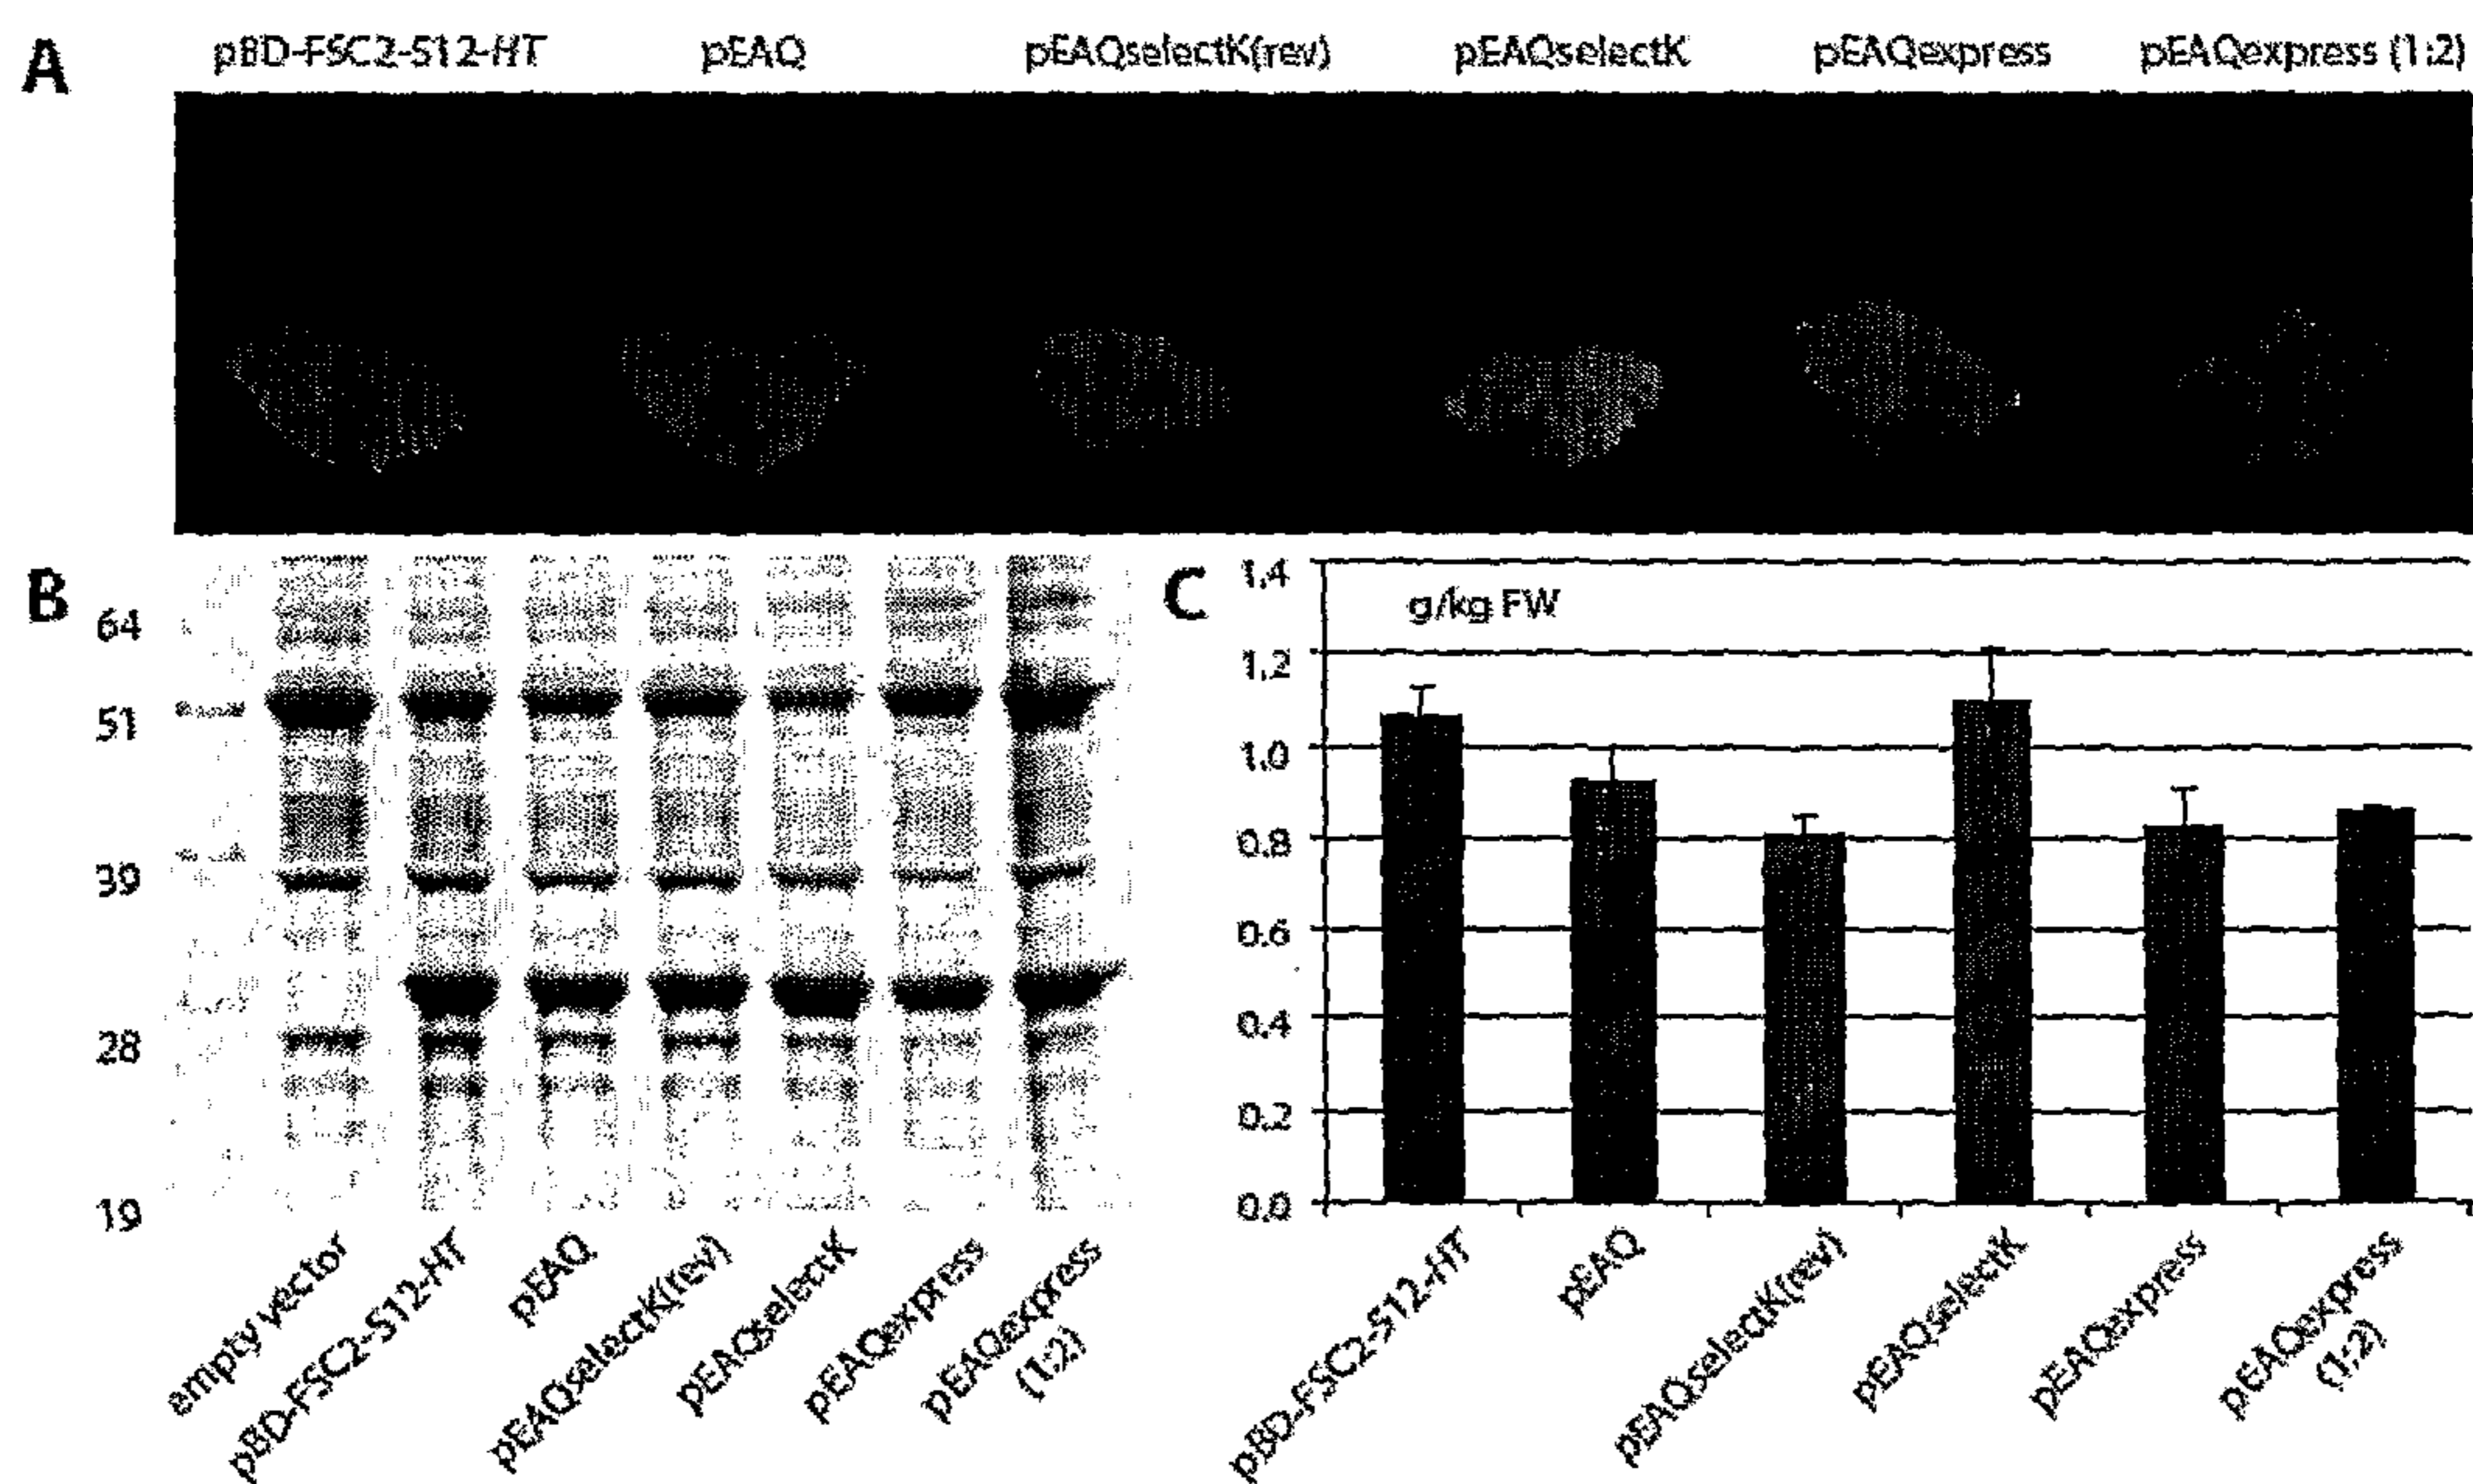 A
pBD-FSC2-S12-HT pEAQ pEAQselectK(rev) pEAQselectK pEAQexpress pEAQexpress (1:2)
B
64
51
39
28
19
empty vector
pBD-FSC2-S12-HT
pEAQ
pEAQselectK(rev)
pEAQselectK
pEAQexpress
pEAQexpress
(1:2)
C
g/kg FW
1.4
1.2
1.0
0.8
0.6
0.4
0.2
0.0
pBD-FSC2-S12-HT
pEAQ
pEAQselectK(rev)
pEAQselectK
pEAQexpress
pEAQexpress
(1:2)